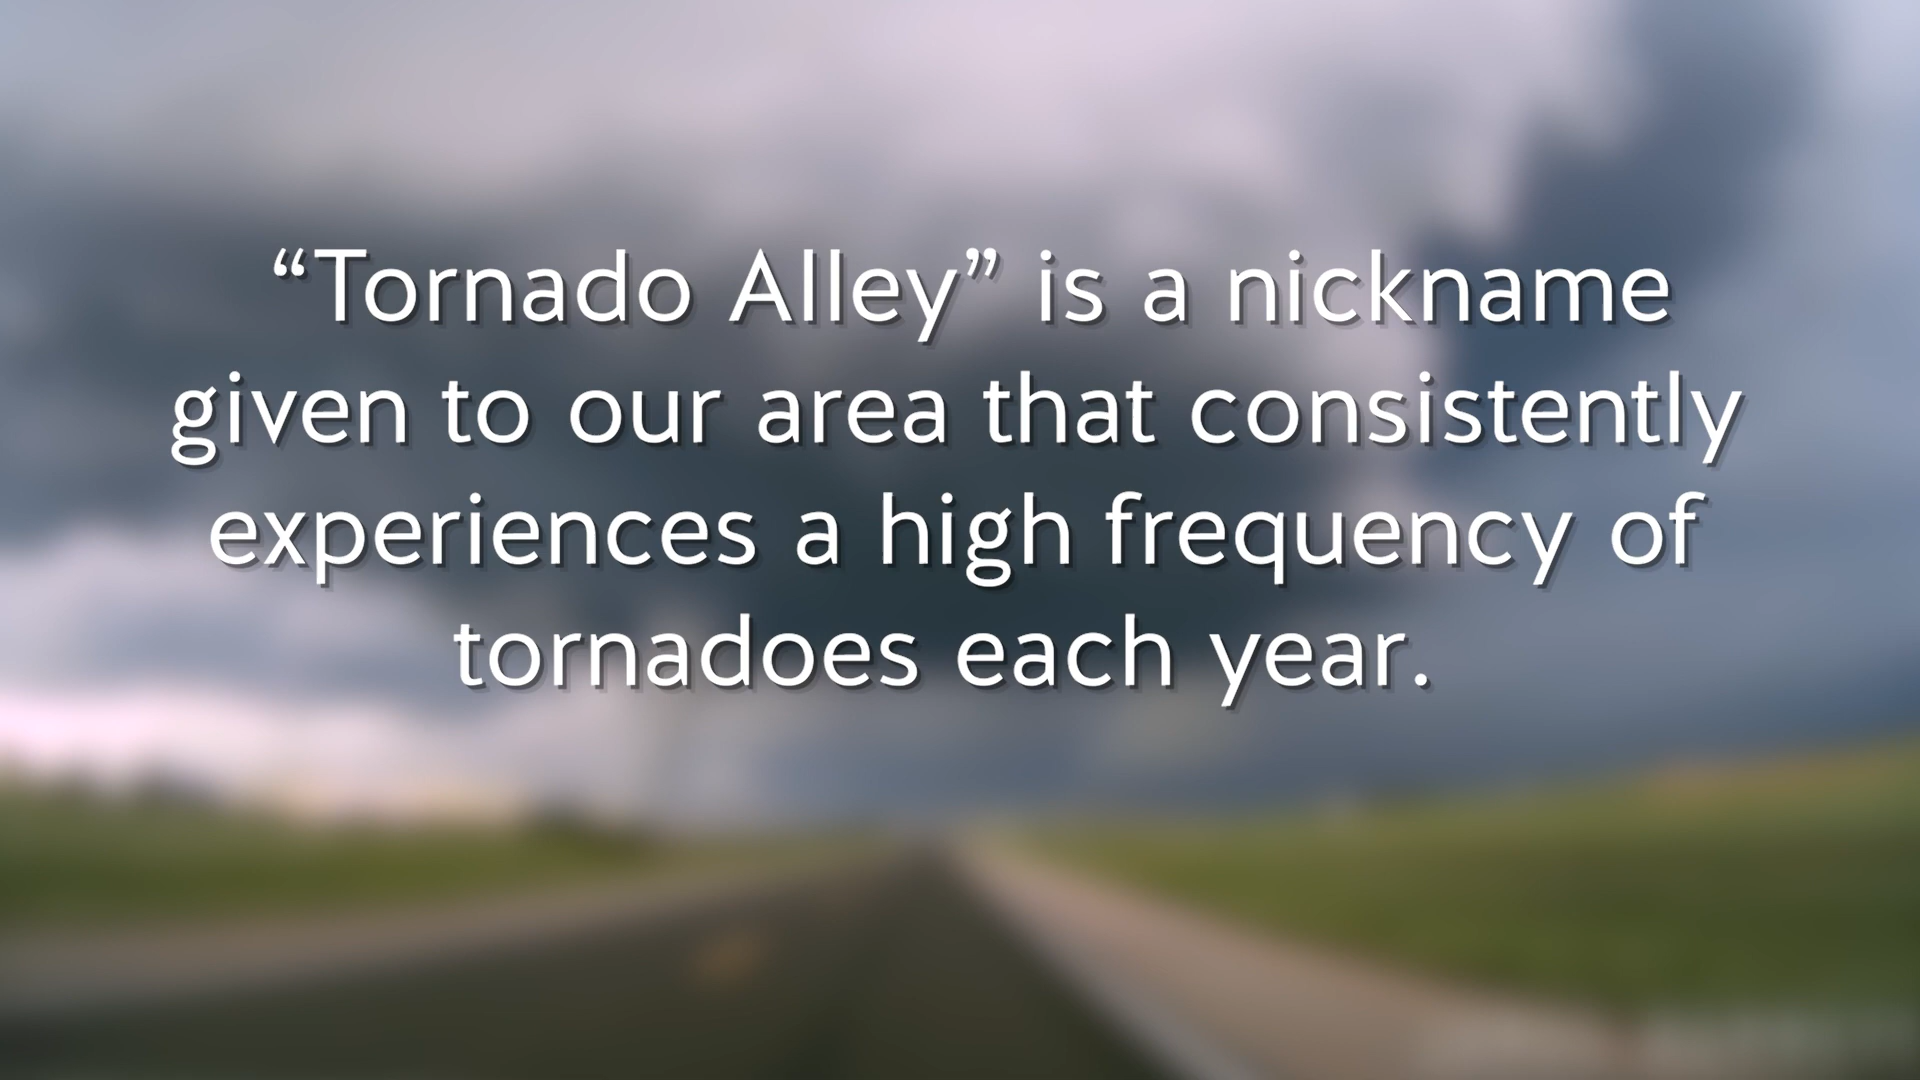 “Tornado Alley” is a nickname
given to our area that consistently
experiences a high frequency of
tornadoes each year.